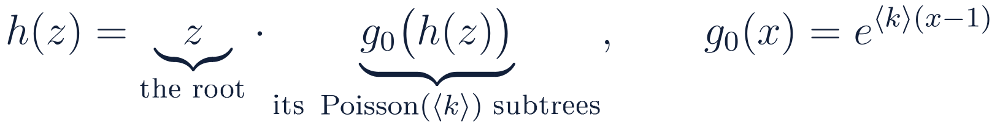 h(z) = z · g₀(h(z)), g₀(x) = e^{⟨k⟩(x−1)}
the root
its Poisson(⟨k⟩) subtrees